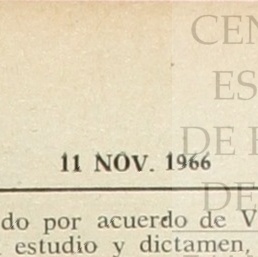 CEN
ES
DE
11 NOV. 1966
DE
do por acuerdo de V
estudio y dictamen,